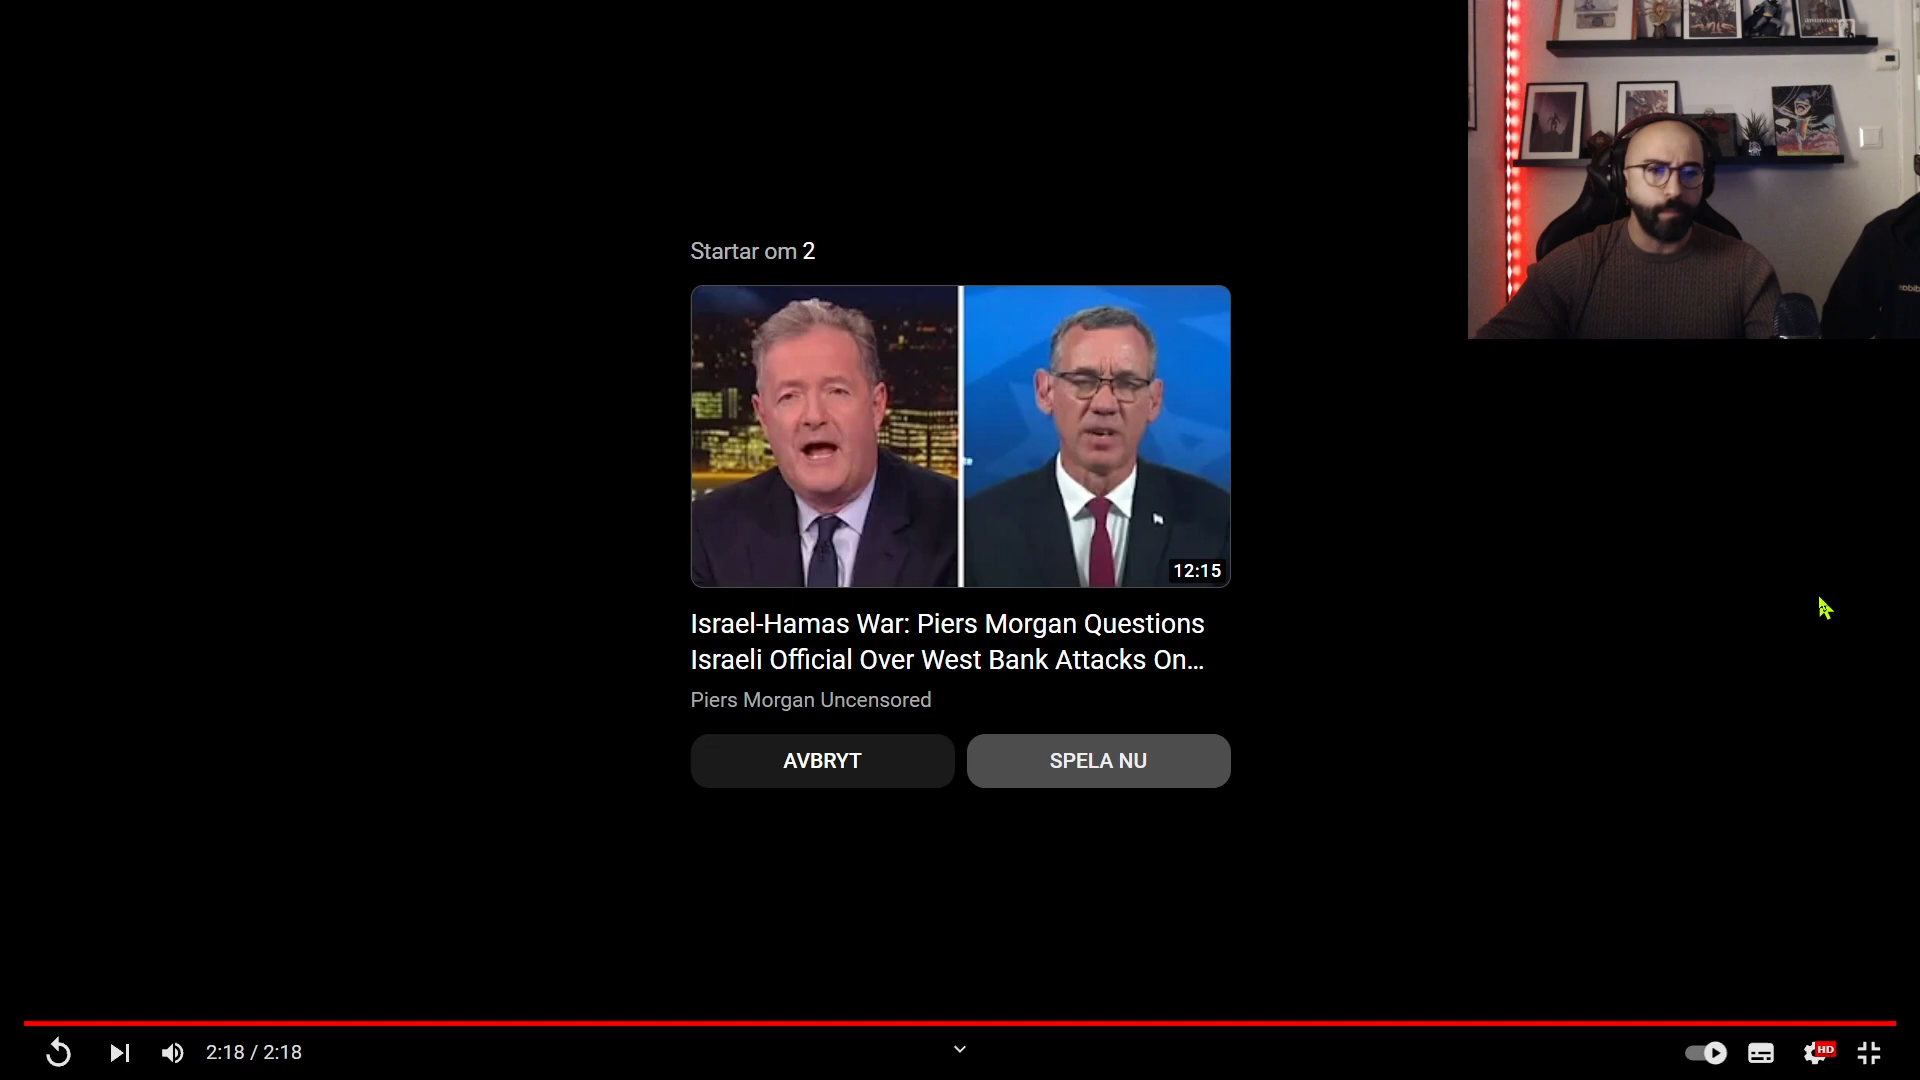 Startar om 2
12:15
Israel-Hamas War: Piers Morgan Questions
Israeli Official Over West Bank Attacks On...
Piers Morgan Uncensored
AVBRYT
SPELA NU
2:18 / 2:18
HD